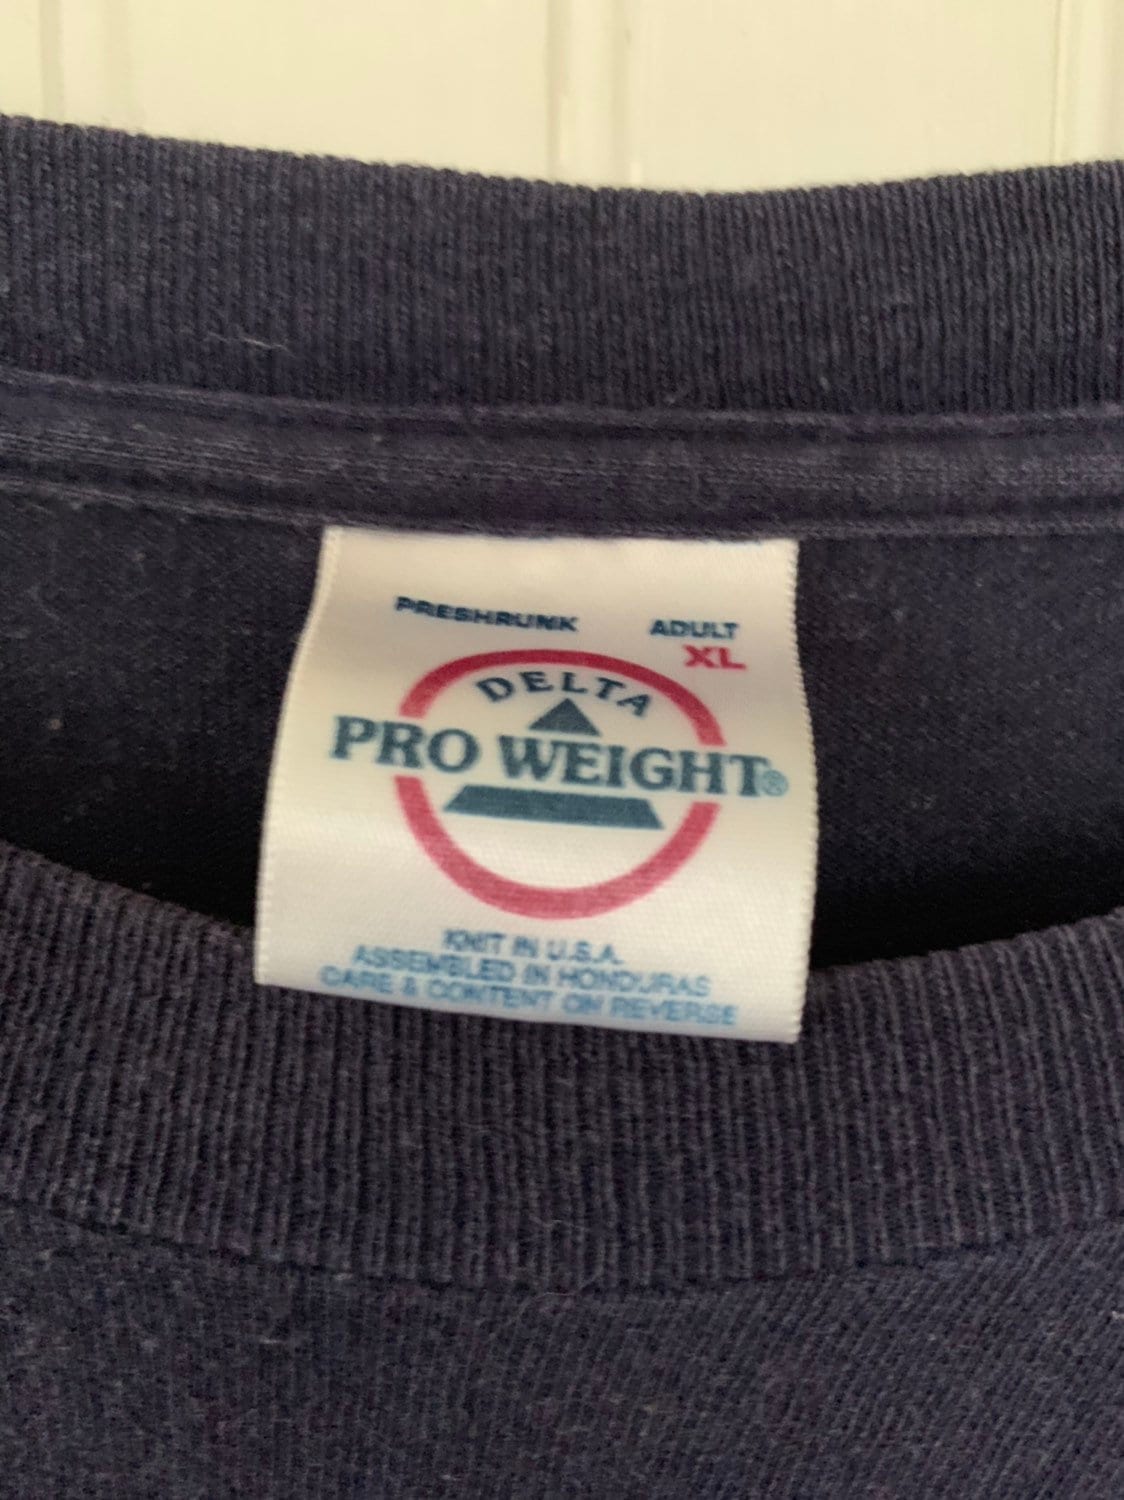 PRESHRUNK ADULT
XL
DELTA
PRO WEIGHT®
KNIT IN U.S.A.
ASSEMBLED IN HONDURAS
CARE & CONTENT ON REVERSE